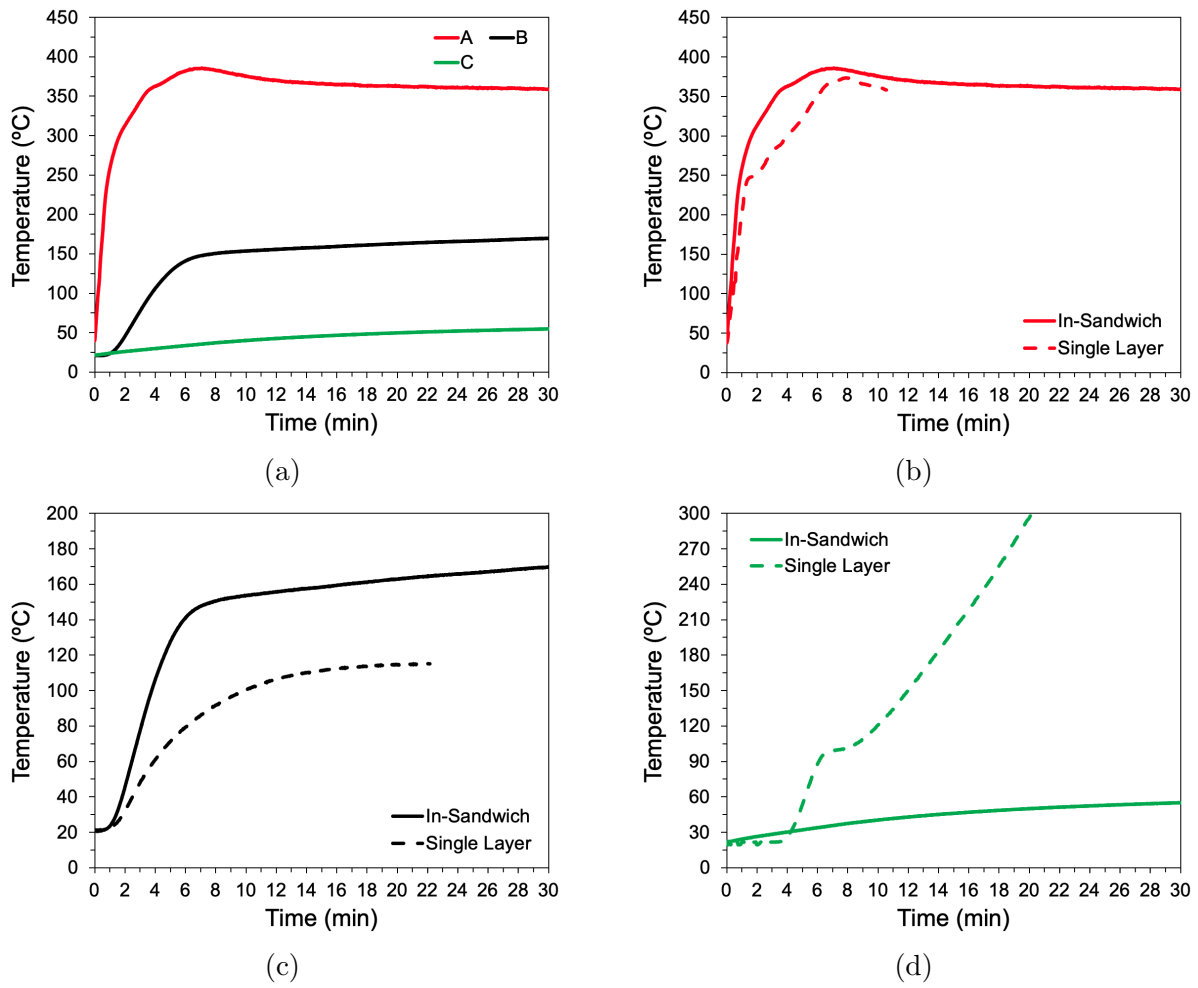 450
400
350
300
250
200
150
100
50
0
Temperature (ºC)
A B
C
0 2 4 6 8 10 12 14 16 18 20 22 24 26 28 30
Time (min)
(a)
450
400
350
300
250
200
150
100
50
0
Temperature (ºC)
In-Sandwich
Single Layer
0 2 4 6 8 10 12 14 16 18 20 22 24 26 28 30
Time (min)
(b)
200
180
160
140
120
100
80
60
40
20
0
Temperature (ºC)
In-Sandwich
Single Layer
0 2 4 6 8 10 12 14 16 18 20 22 24 26 28 30
Time (min)
(c)
300
270
240
210
180
150
120
90
60
30
0
Temperature (ºC)
In-Sandwich
Single Layer
0 2 4 6 8 10 12 14 16 18 20 22 24 26 28 30
Time (min)
(d)